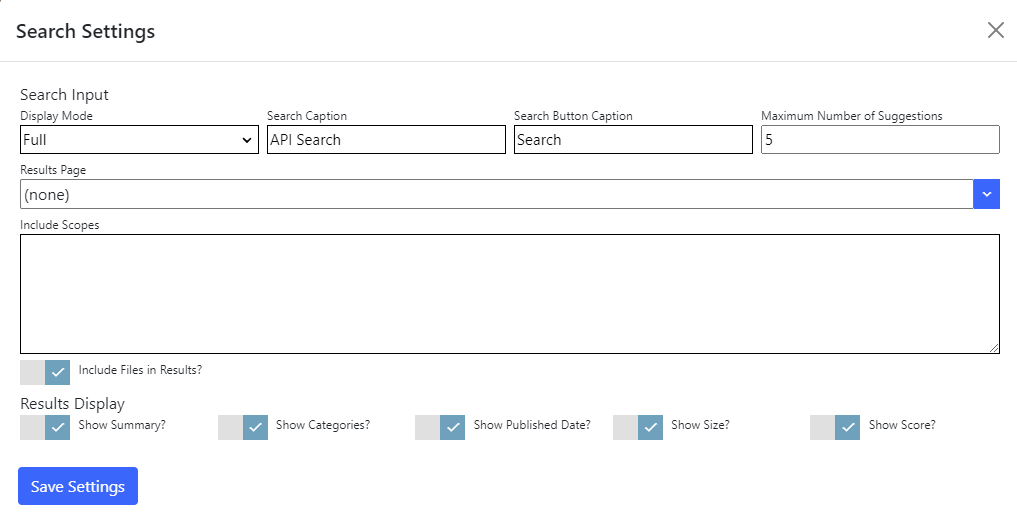 Search Settings
Search Input
Display Mode Search Caption Search Button Caption Maximum Number of Suggestions
Full API Search Search 5
Results Page
(none)
Include Scopes
Include Files in Results?
Results Display
Show Summary? Show Categories? Show Published Date? Show Size? Show Score?
Save Settings